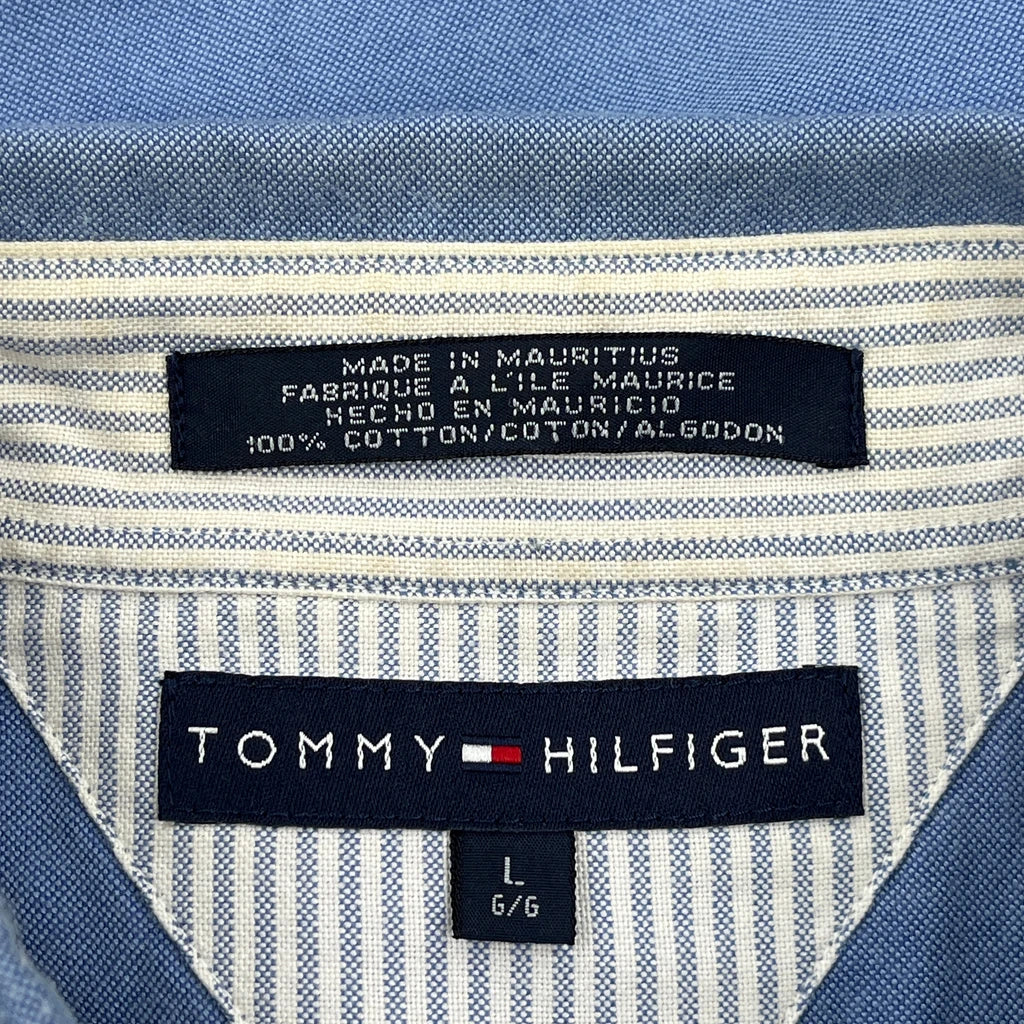 MADE IN MAURITIUS
FABRIQUE A L'ILE MAURICE
HECHO EN MAURICIO
100% COTTON/COTON/ALGODON
TOMMY HILFIGER
L
G/G